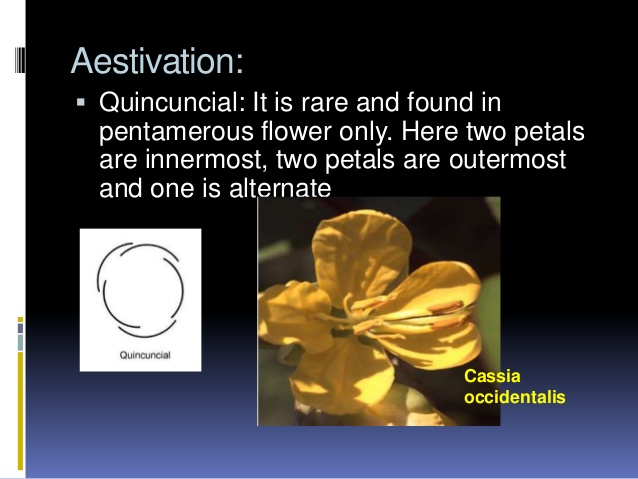 Aestivation:
▪ Quincuncial: It is rare and found in
pentamerous flower only. Here two petals
are innermost, two petals are outermost
and one is alternate
Quincuncial
Cassia
occidentalis